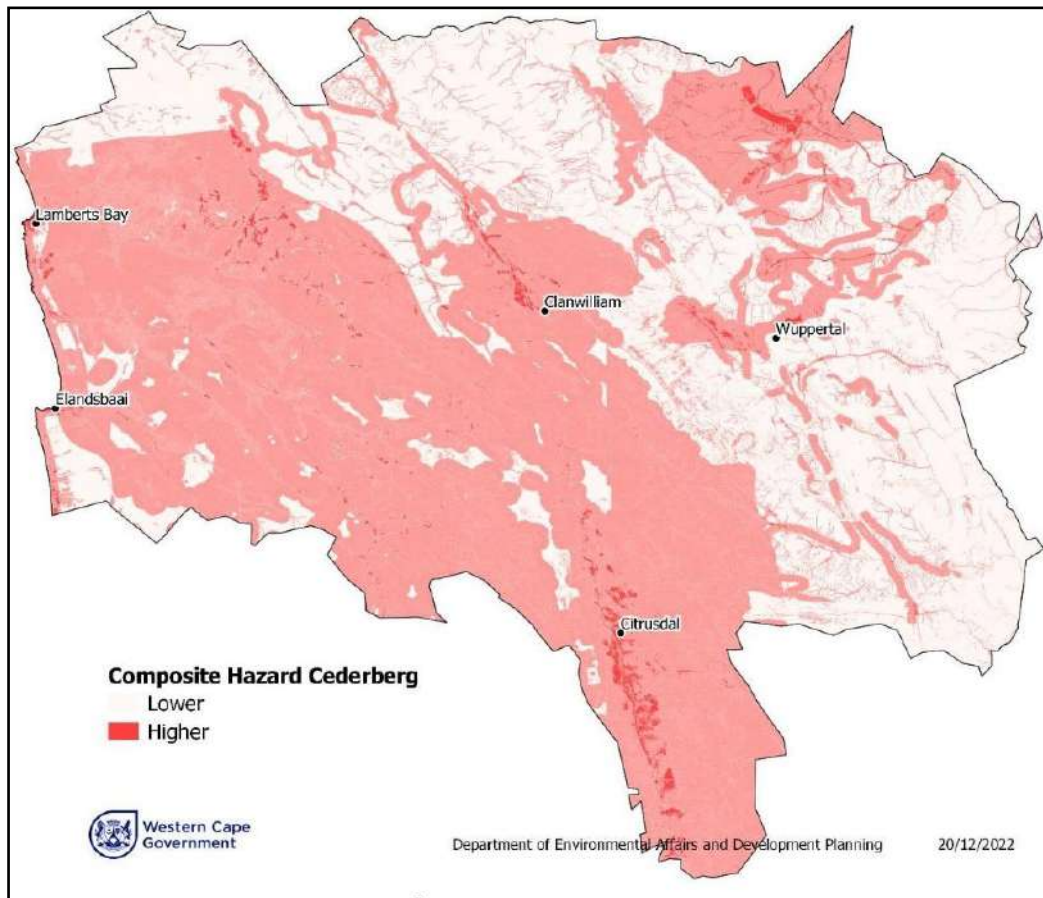 Lamberts Bay
Clanwilliam
Wuppertal
Elandsbaai
Citrusdal
Composite Hazard Cederberg
Lower
Higher
Western Cape
Government
Department of Environmental Affairs and Development Planning 20/12/2022